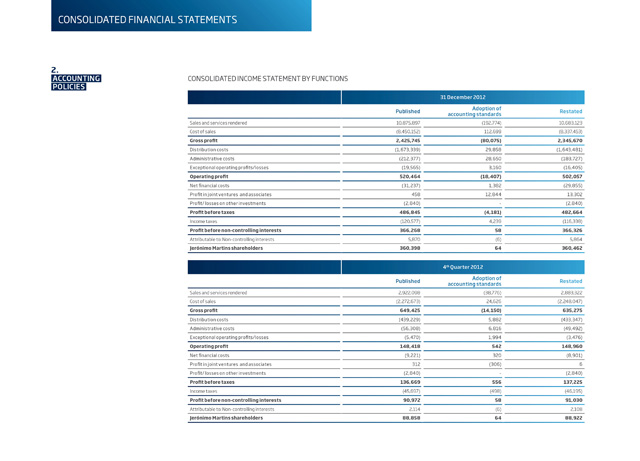 CONSOLIDATED FINANCIAL STATEMENTS
2.
ACCOUNTING
POLICIES
CONSOLIDATED INCOME STATEMENT BY FUNCTIONS
31 December 2012
Published Adoption of accounting standards Restated
Sales and services rendered 10,875,897 (192,774) 10,683,123
Cost of sales (8,450,152) 112,699 (8,337,453)
Gross profit 2,425,745 (80,075) 2,345,670
Distribution costs (1,673,339) 29,858 (1,643,481)
Administrative costs (212,377) 28,650 (183,727)
Exceptional operating profits/losses (19,565) 3,160 (16,405)
Operating profit 520,464 (18,407) 502,057
Net financial costs (31,237) 1,382 (29,855)
Profit in joint ventures and associates 458 12,844 13,302
Profit/ losses on other investments (2,840) - (2,840)
Profit before taxes 486,845 (4,181) 482,664
Income taxes (120,577) 4,239 (116,338)
Profit before non-controlling interests 366,268 58 366,326
Attributable to Non-controlling interests 5,870 (6) 5,864
Jerónimo Martins shareholders 360,398 64 360,462
4th Quarter 2012
Published Adoption of accounting standards Restated
Sales and services rendered 2,922,098 (38,775) 2,883,322
Cost of sales (2,272,673) 24,625 (2,248,047)
Gross profit 649,425 (14,150) 635,275
Distribution costs (439,229) 5,882 (433,347)
Administrative costs (56,308) 6,816 (49,492)
Exceptional operating profits/losses (5,470) 1,994 (3,476)
Operating profit 148,418 542 148,960
Net financial costs (9,221) 320 (8,901)
Profit in joint ventures and associates 312 (306) 6
Profit/ losses on other investments (2,840) - (2,840)
Profit before taxes 136,669 556 137,225
Income taxes (45,697) (498) (46,195)
Profit before non-controlling interests 90,972 58 91,030
Attributable to Non-controlling interests 2,114 (6) 2,108
Jerónimo Martins shareholders 88,858 64 88,922